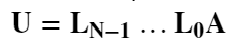 U = L_{N−1} … L_0A